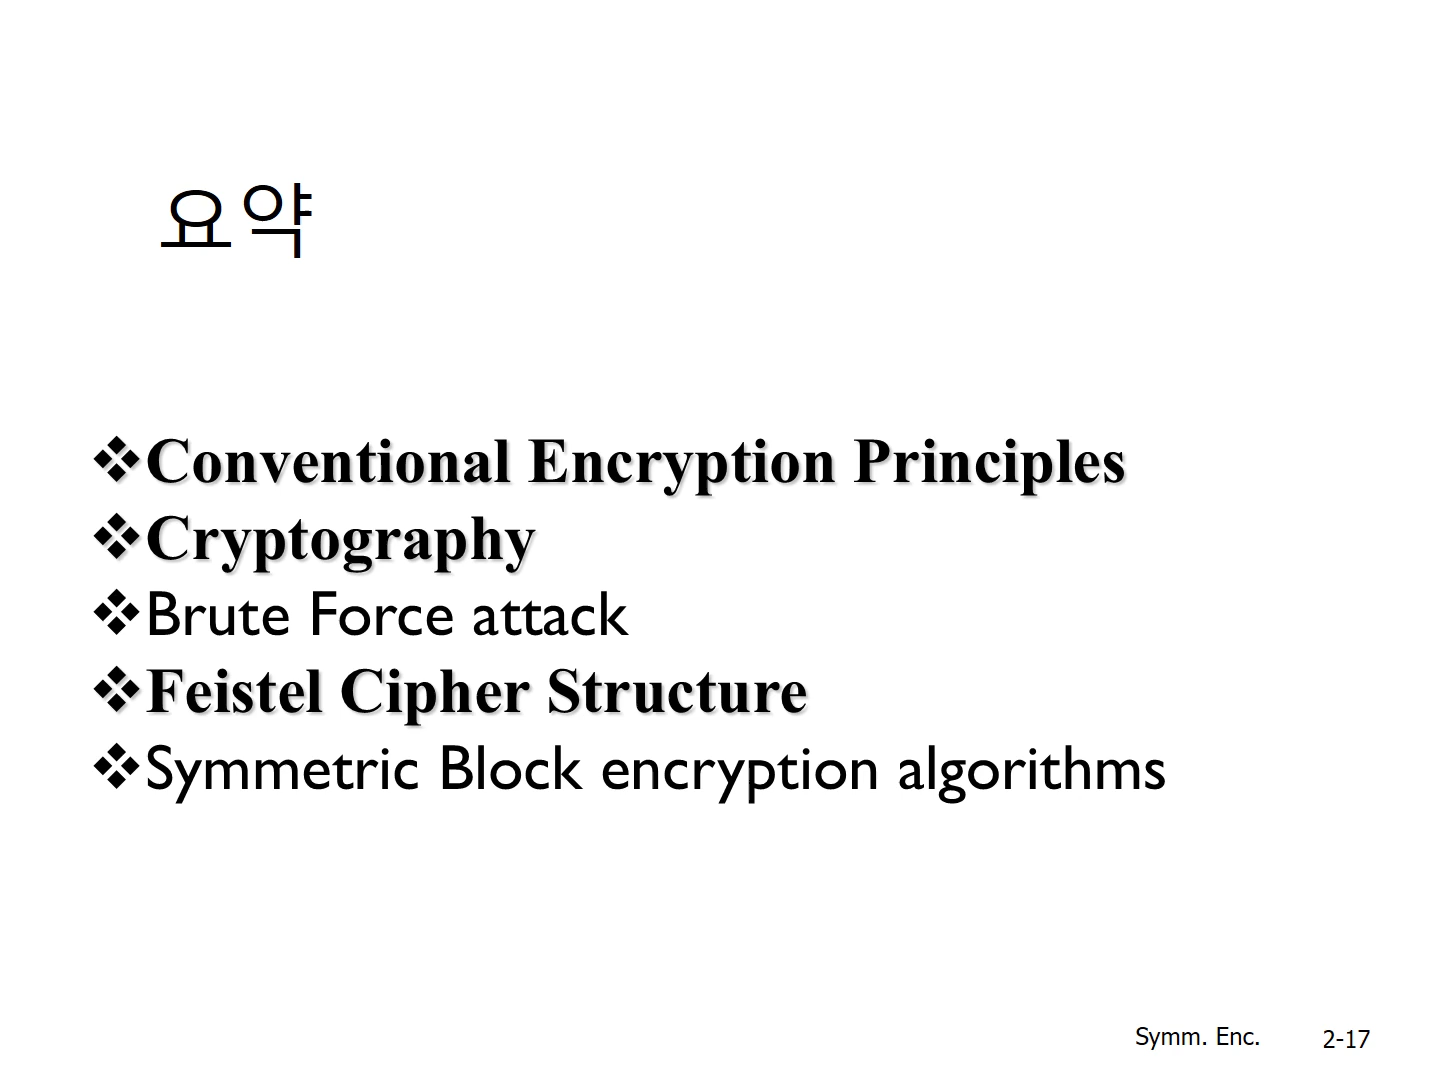 요약
❖Conventional Encryption Principles
❖Cryptography
❖Brute Force attack
❖Feistel Cipher Structure
❖Symmetric Block encryption algorithms
Symm. Enc. 2-17